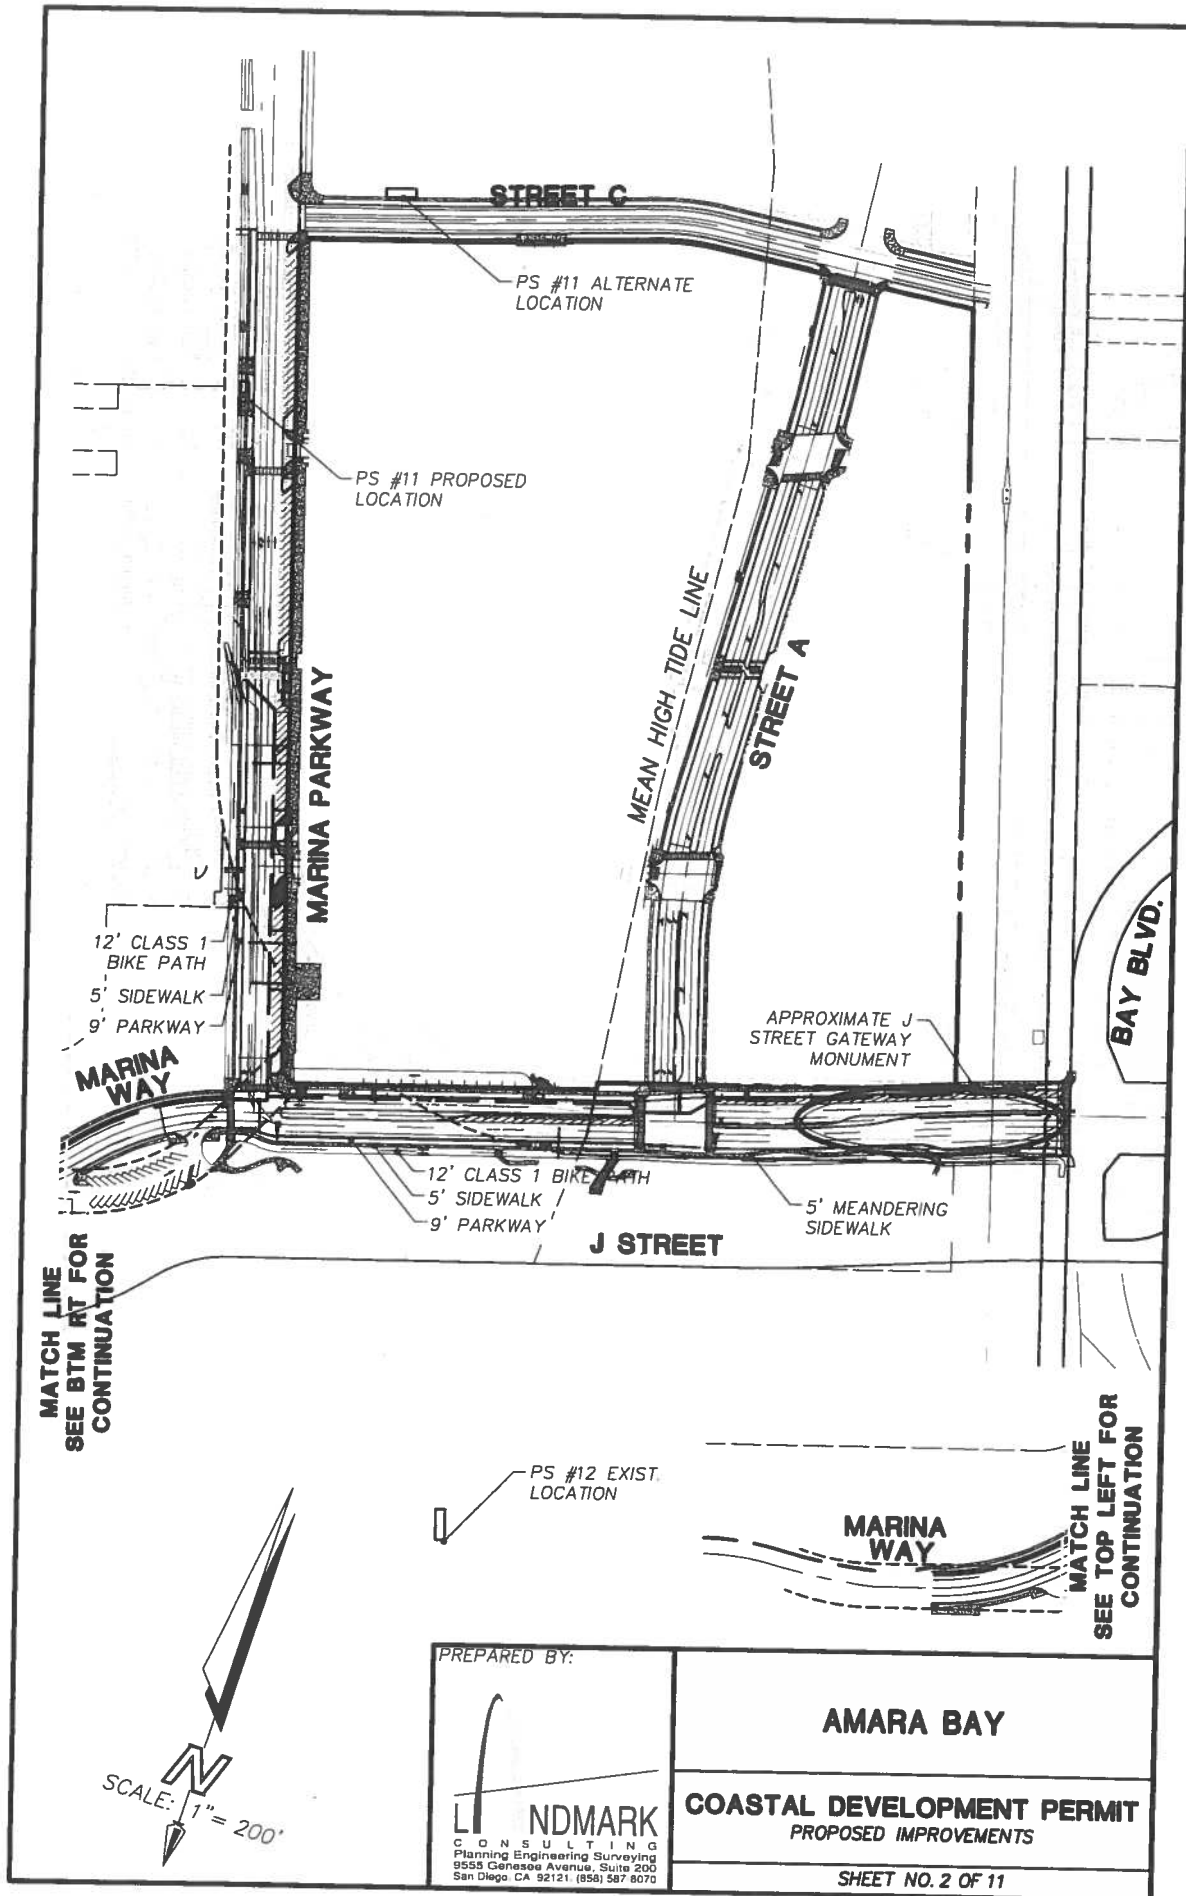 STREET C
PS #11 ALTERNATE
LOCATION
PS #11 PROPOSED
LOCATION
MEAN HIGH TIDE LINE
STREET A
MARINA PARKWAY
12' CLASS 1
BIKE PATH
5' SIDEWALK
9' PARKWAY
MARINA
WAY
APPROXIMATE J
STREET GATEWAY
MONUMENT
BAY BLVD.
12' CLASS 1 BIKE PATH
5' SIDEWALK
9' PARKWAY
5' MEANDERING
SIDEWALK
J STREET
MATCH LINE
SEE BTM RT FOR
CONTINUATION
PS #12 EXIST.
LOCATION
MARINA
WAY
MATCH LINE
SEE TOP LEFT FOR
CONTINUATION
N
SCALE: 1"= 200'
PREPARED BY:
L NDMARK
CONSULTING
Planning Engineering Surveying
9555 Genesee Avenue, Suite 200
San Diego, CA 92121. (858) 587-8070
AMARA BAY
COASTAL DEVELOPMENT PERMIT
PROPOSED IMPROVEMENTS
SHEET NO. 2 OF 11